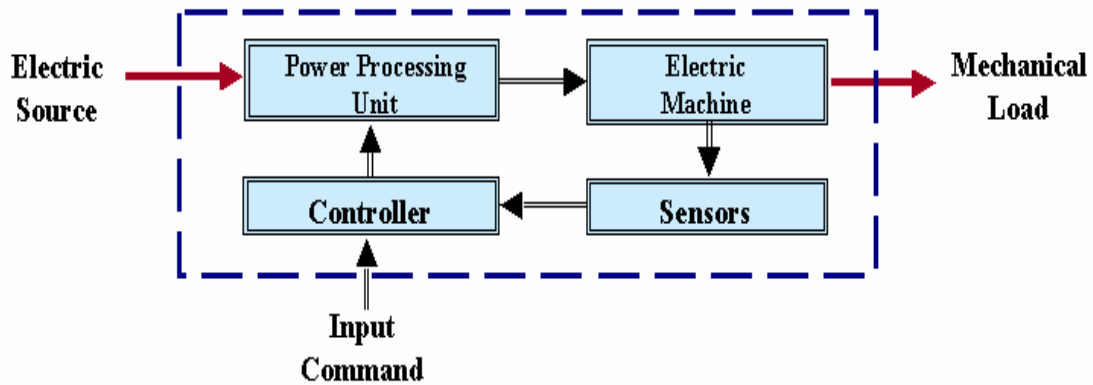 Electric
Source
Power Processing
Unit
Electric
Machine
Mechanical
Load
Controller
Sensors
Input
Command